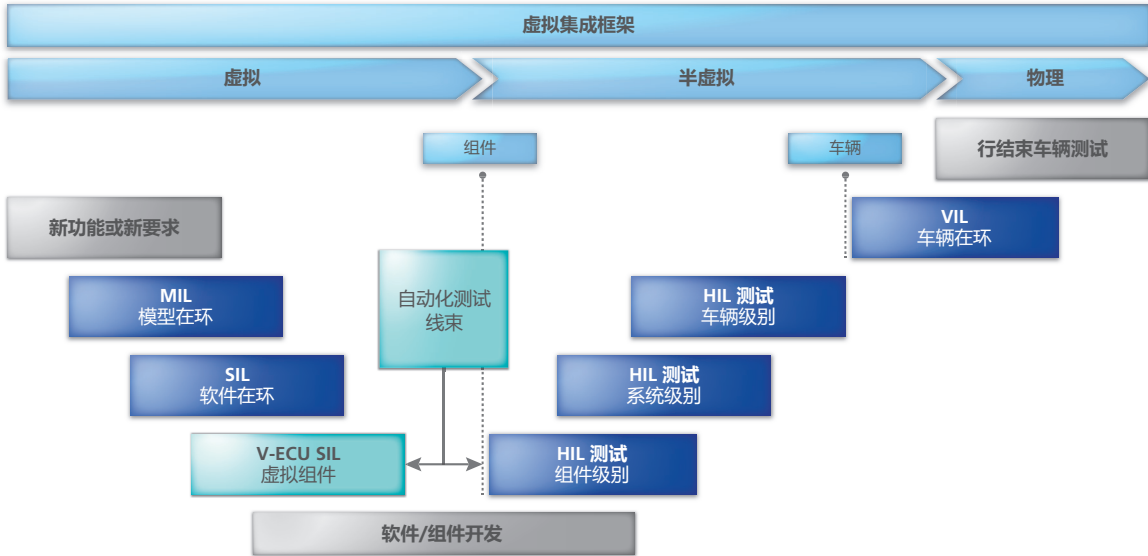 虚拟集成框架
虚拟
半虚拟
物理
组件
车辆
行结束车辆测试
新功能或新要求
VIL
车辆在环
自动化测试
线束
MIL
模型在环
HIL 测试
车辆级别
SIL
软件在环
HIL 测试
系统级别
V-ECU SIL
虚拟组件
HIL 测试
组件级别
软件/组件开发